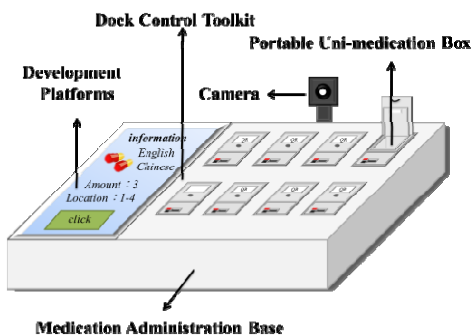 Dock Control Toolkit
Portable Uni-medication Box
Development
Platforms
Camera
information
English
Chinese
Amount : 3
Location : 1-4
click
Medication Administration Base